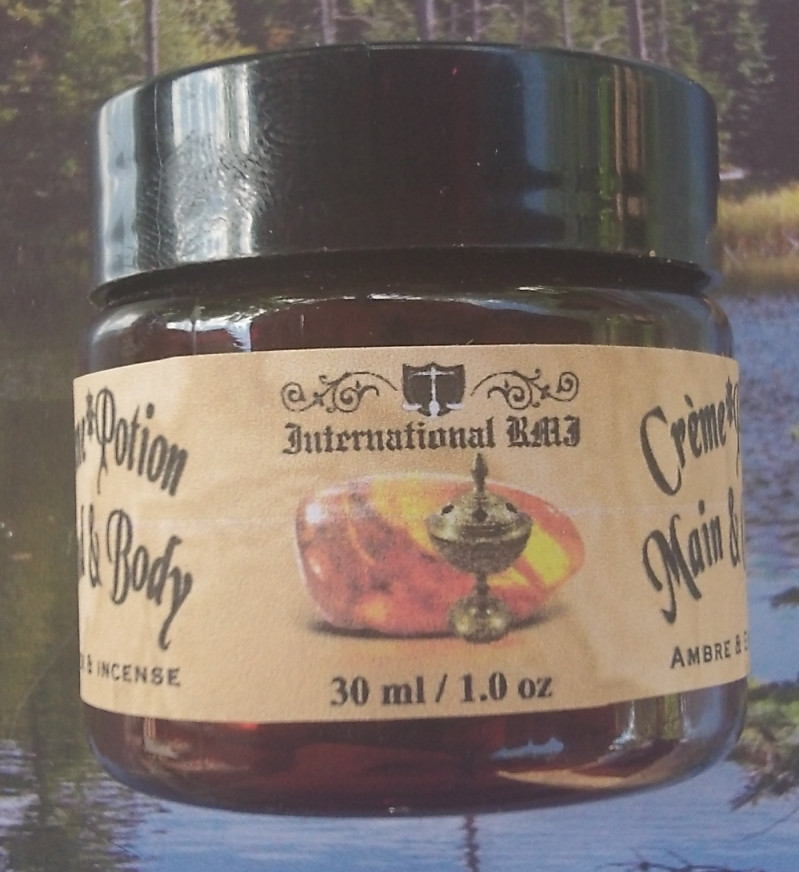 Potion
& Body
& INCENSE
International RMI
30 ml / 1.0 oz
Crème*
Main &
AMBRE &